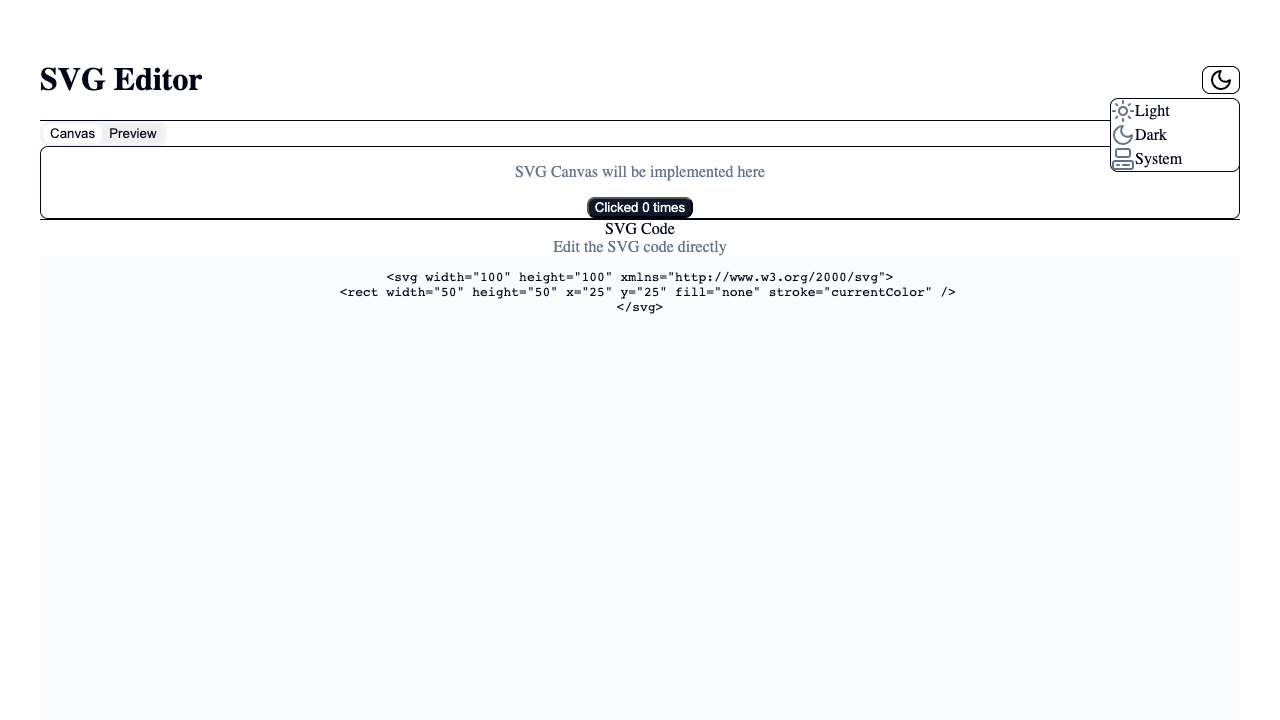 SVG Editor
Light
Dark
System
Canvas Preview
SVG Canvas will be implemented here
Clicked 0 times
SVG Code
Edit the SVG code directly
<svg width="100" height="100" xmlns="http://www.w3.org/2000/svg">
<rect width="50" height="50" x="25" y="25" fill="none" stroke="currentColor" />
</svg>